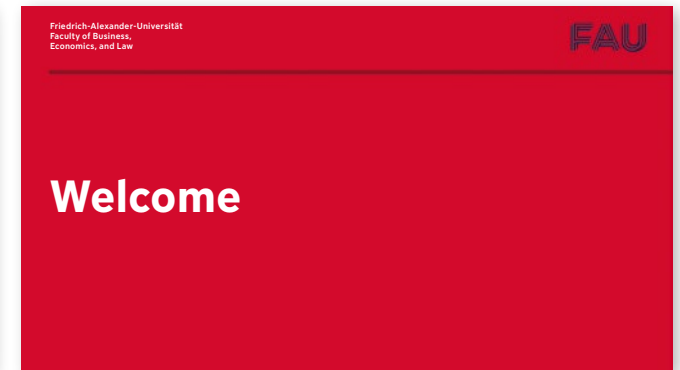 Friedrich-Alexander-Universität
Faculty of Business,
Economics, and Law
FAU
Welcome